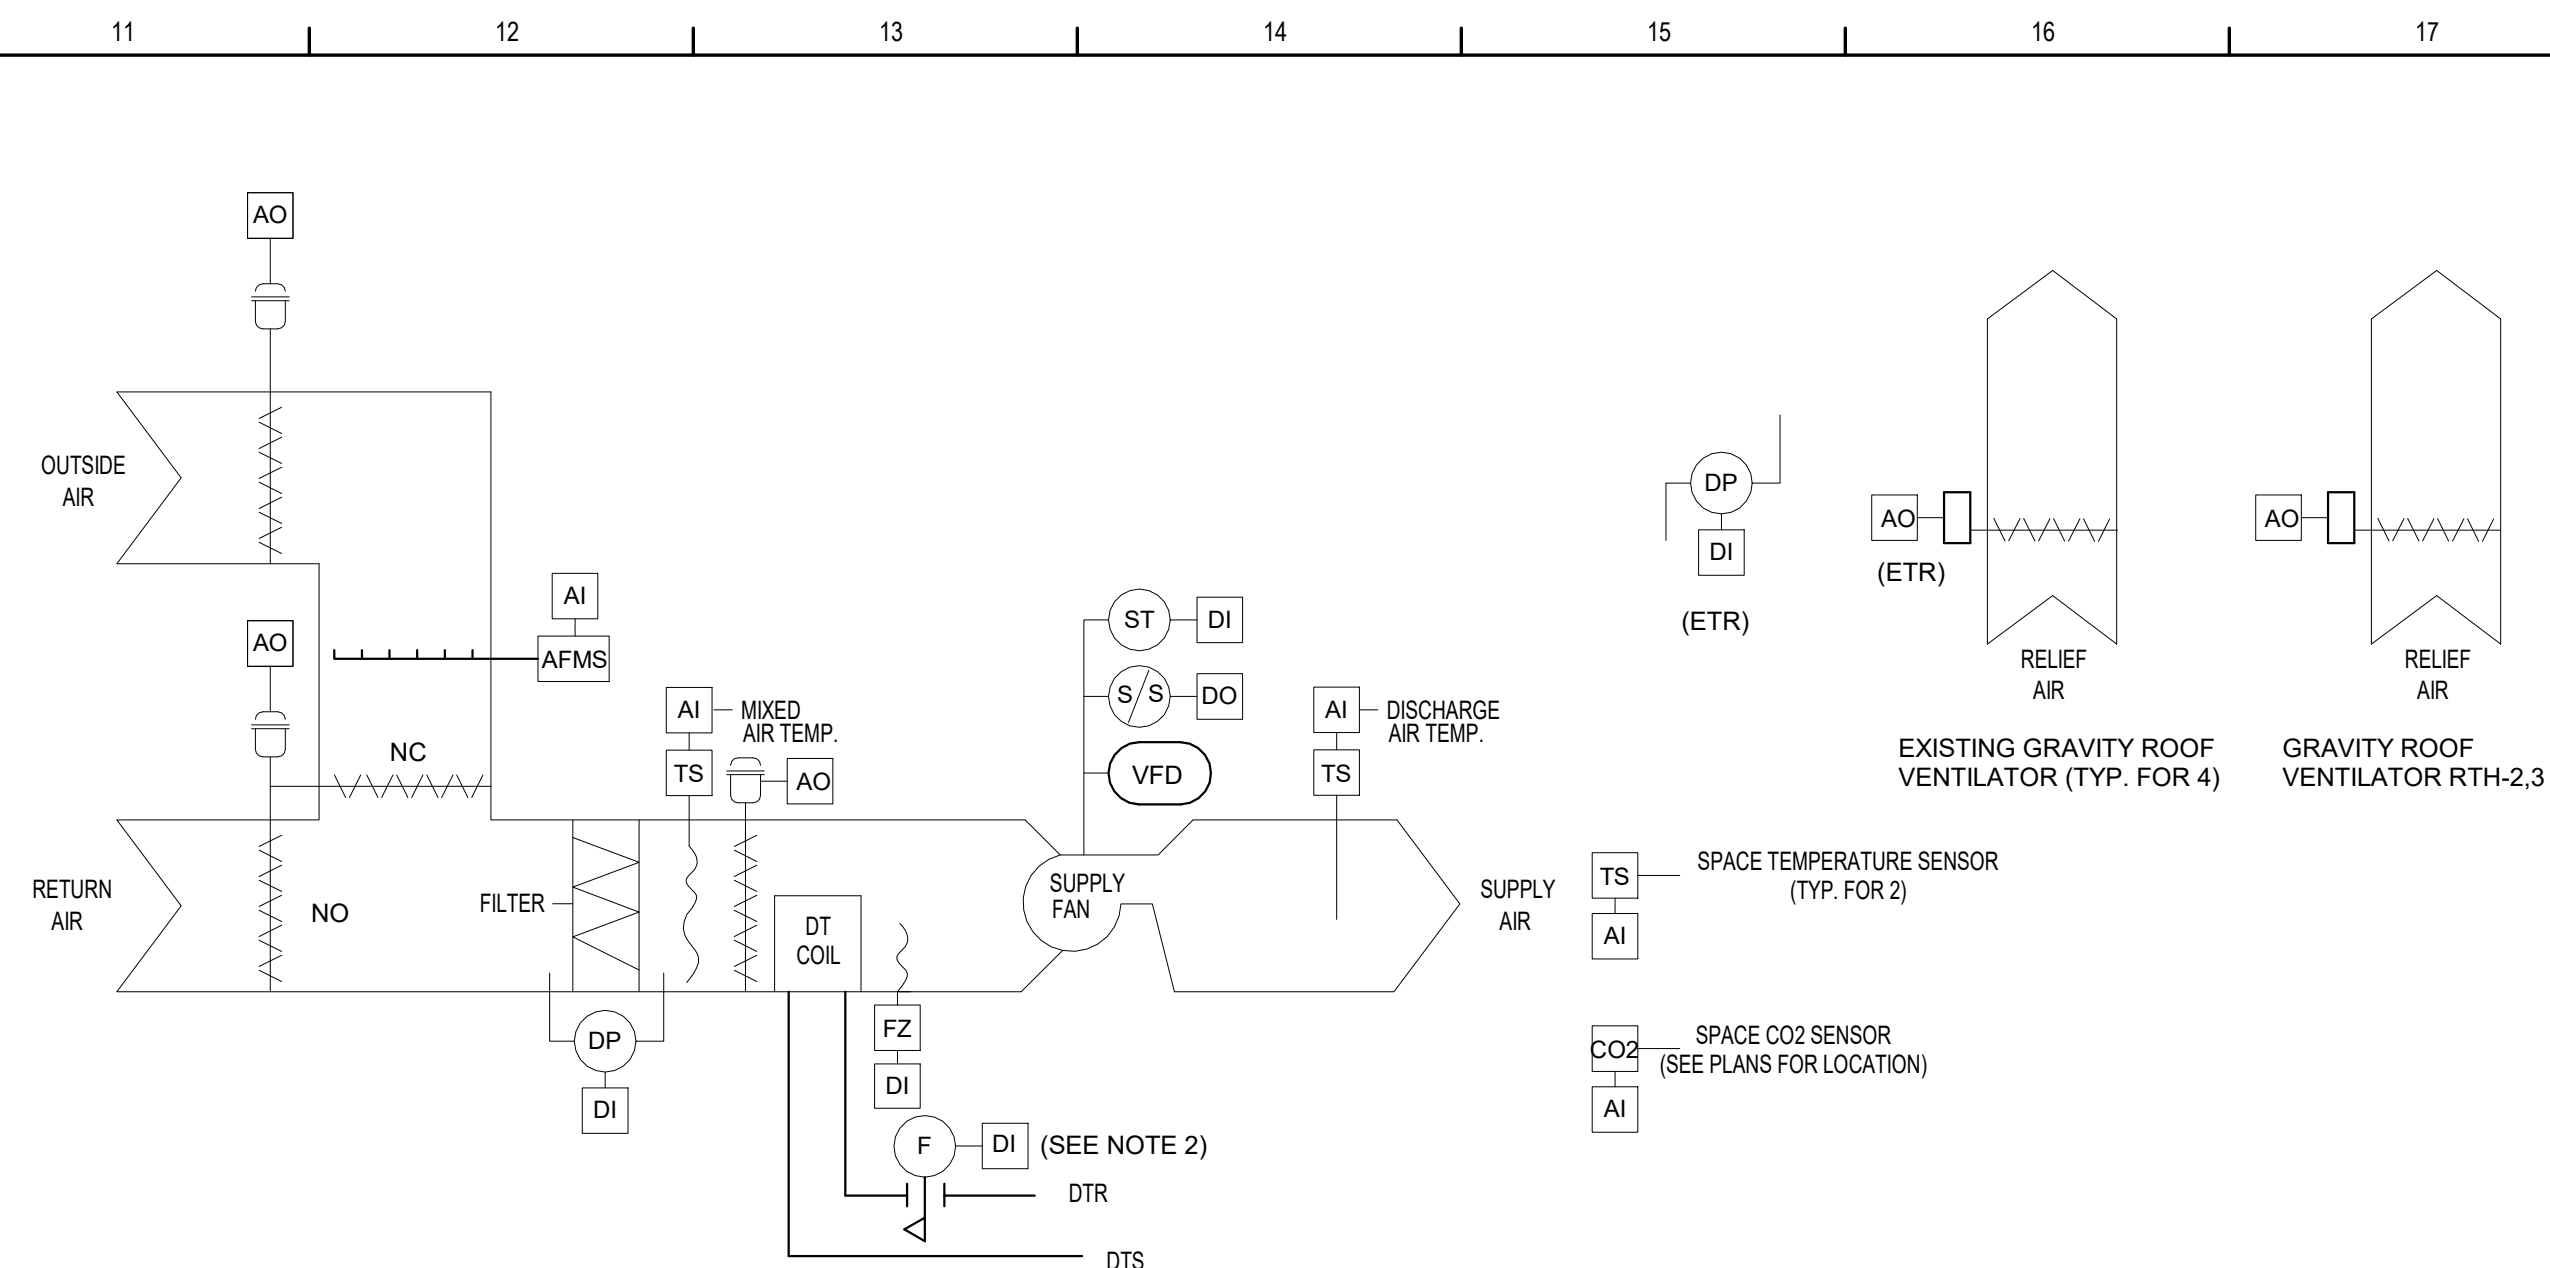 11 12 13 14 15 16 17
AO
OUTSIDE
AIR
AO
AI
AFMS
NC
RETURN
AIR
NO
FILTER
DP
DI
AI
MIXED
AIR TEMP.
TS
AO
DT
COIL
FZ
DI
F
DI
(SEE NOTE 2)
DTR
DTS
ST
DI
S/S
DO
VFD
SUPPLY
FAN
AI
DISCHARGE
AIR TEMP.
TS
SUPPLY
AIR
DP
DI
(ETR)
AO
(ETR)
RELIEF
AIR
EXISTING GRAVITY ROOF
VENTILATOR (TYP. FOR 4)
AO
RELIEF
AIR
GRAVITY ROOF
VENTILATOR RTH-2,3
TS
SPACE TEMPERATURE SENSOR
(TYP. FOR 2)
AI
CO2
SPACE CO2 SENSOR
(SEE PLANS FOR LOCATION)
AI